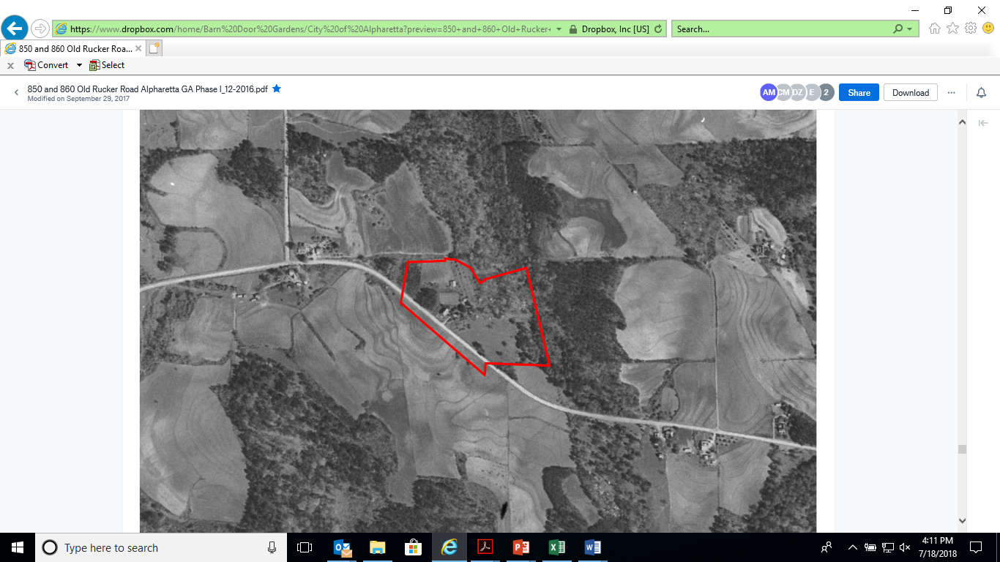 https://www.dropbox.com/home/Barn%20Door%20Gardens/City%20of%20Alpharetta?preview=850+and+860+Old+Rucker+
Dropbox, Inc [US]
Search...
850 and 860 Old Rucker Roa...
x Convert Select
850 and 860 Old Rucker Road Alpharetta GA Phase I_12-2016.pdf
Modified on September 29, 2017
AM CM DZ E 2
Share
Download
Type here to search
4:11 PM
7/18/2018